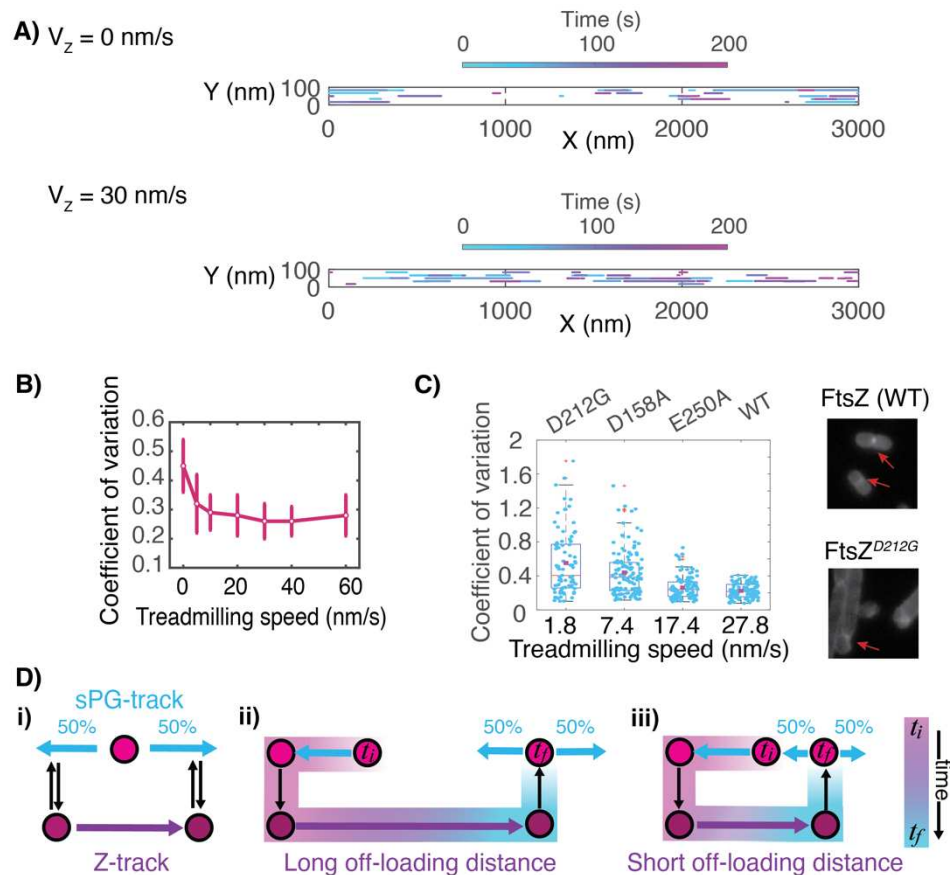 A) V_z = 0 nm/s
Time (s)
0 100 200
Y (nm) 100
0
0 1000 2000 3000
X (nm)
V_z = 30 nm/s
Time (s)
0 100 200
Y (nm) 100
0
0 1000 2000 3000
X (nm)
B)
Coefficient of variation
0.6
0.5
0.4
0.3
0.2
0.1
0 20 40 60
Treadmilling speed (nm/s)
C)
D212G D158A E250A WT
Coefficient of variation
2
1.6
1.2
0.8
0.4
0
1.8 7.4 17.4 27.8
Treadmilling speed (nm/s)
FtsZ (WT)
FtsZ^D212G
D)
sPG-track
i) 50% 50%
Z-track
ii) t_i t_f 50% 50%
Long off-loading distance
iii) t_i t_f 50% 50%
Short off-loading distance
t_i
time
t_f